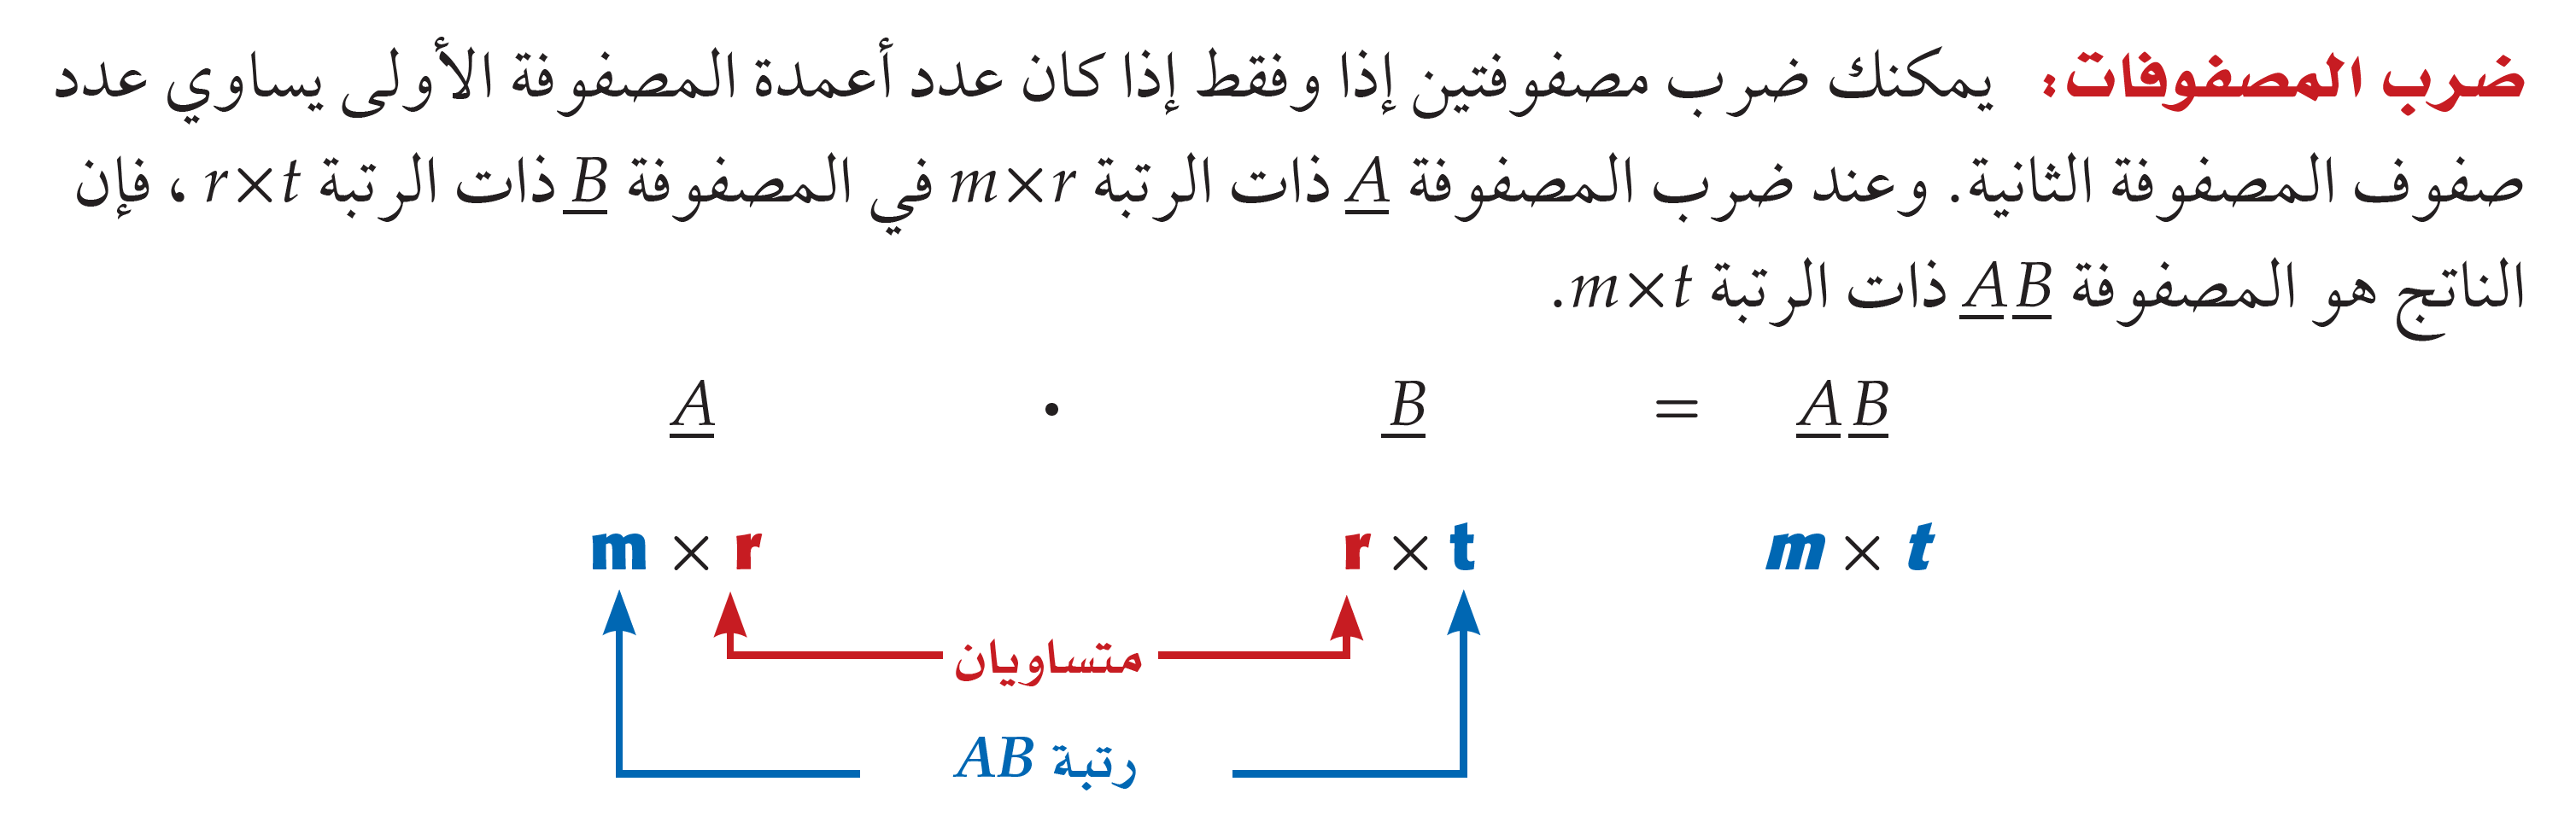 ضرب المصفوفات: يمكنك ضرب مصفوفتين إذا وفقط إذا كان عدد أعمدة المصفوفة الأولى يساوي عدد
صفوف المصفوفة الثانية. وعند ضرب المصفوفة A ذات الرتبة m×r في المصفوفة B ذات الرتبة r×t ، فإن
الناتج هو المصفوفة AB ذات الرتبة m×t.
A · B = AB
m × r r × t m × t
متساويان
رتبة AB